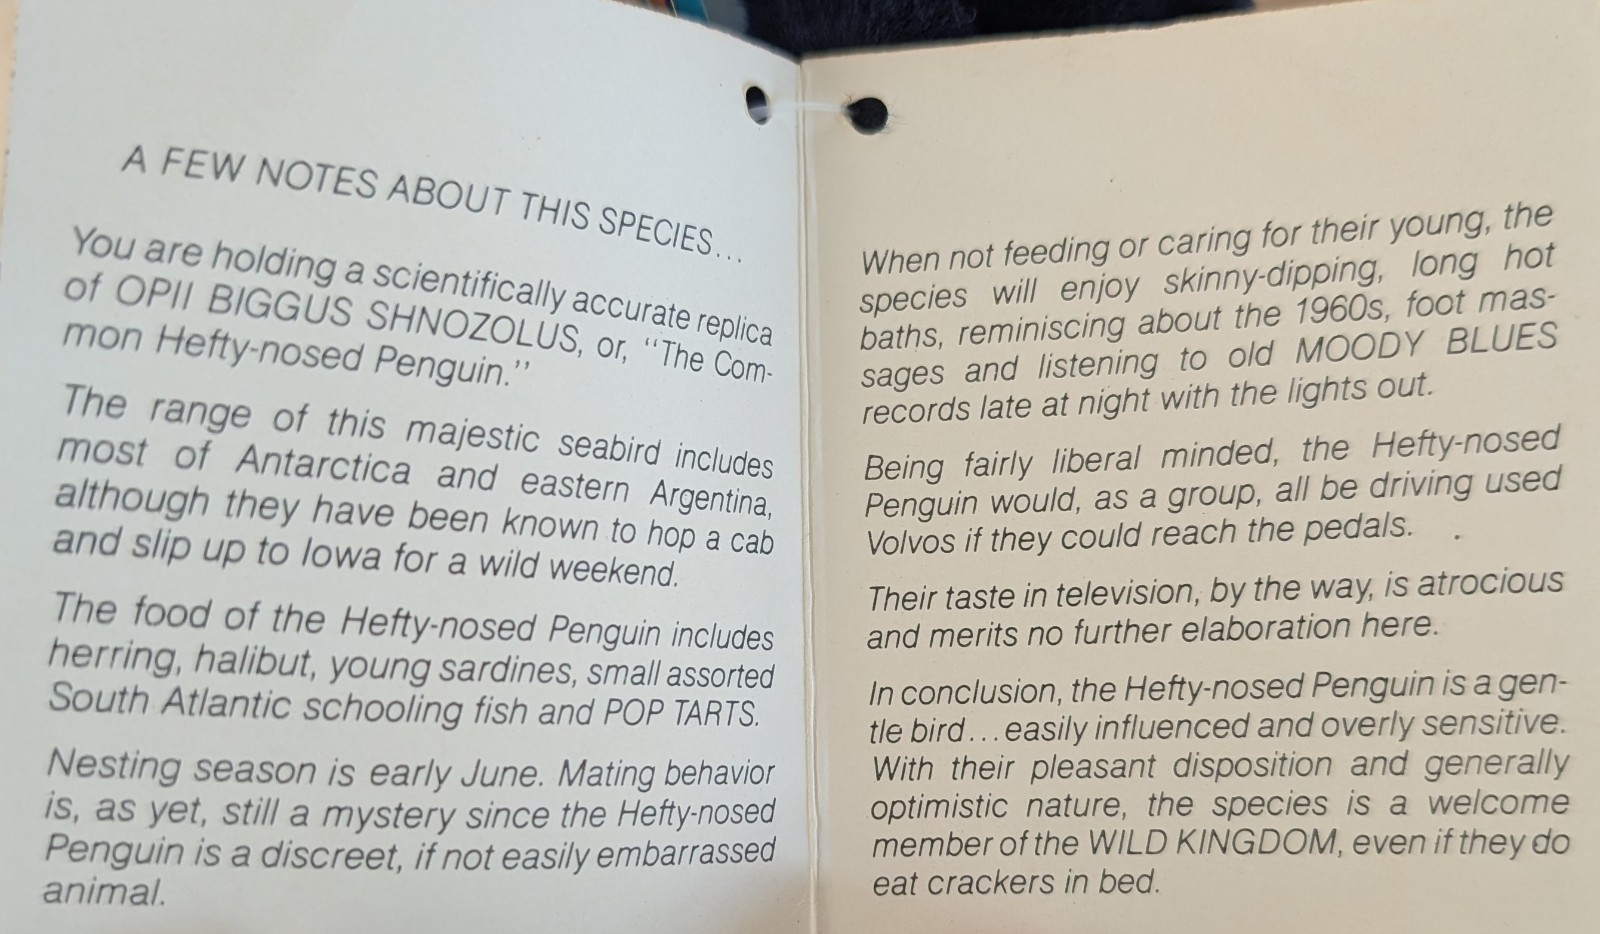 A FEW NOTES ABOUT THIS SPECIES...
You are holding a scientifically accurate replica
of OPII BIGGUS SHNOZOLUS, or, "The Com-
mon Hefty-nosed Penguin."
The range of this majestic seabird includes
most of Antarctica and eastern Argentina,
although they have been known to hop a cab
and slip up to Iowa for a wild weekend.
The food of the Hefty-nosed Penguin includes
herring, halibut, young sardines, small assorted
South Atlantic schooling fish and POP TARTS.
Nesting season is early June. Mating behavior
is, as yet, still a mystery since the Hefty-nosed
Penguin is a discreet, if not easily embarrassed
animal.
When not feeding or caring for their young, the
species will enjoy skinny-dipping, long hot
baths, reminiscing about the 1960s, foot mas-
sages and listening to old MOODY BLUES
records late at night with the lights out.
Being fairly liberal minded, the Hefty-nosed
Penguin would, as a group, all be driving used
Volvos if they could reach the pedals.
Their taste in television, by the way, is atrocious
and merits no further elaboration here.
In conclusion, the Hefty-nosed Penguin is a gen-
tle bird...easily influenced and overly sensitive.
With their pleasant disposition and generally
optimistic nature, the species is a welcome
member of the WILD KINGDOM, even if they do
eat crackers in bed.